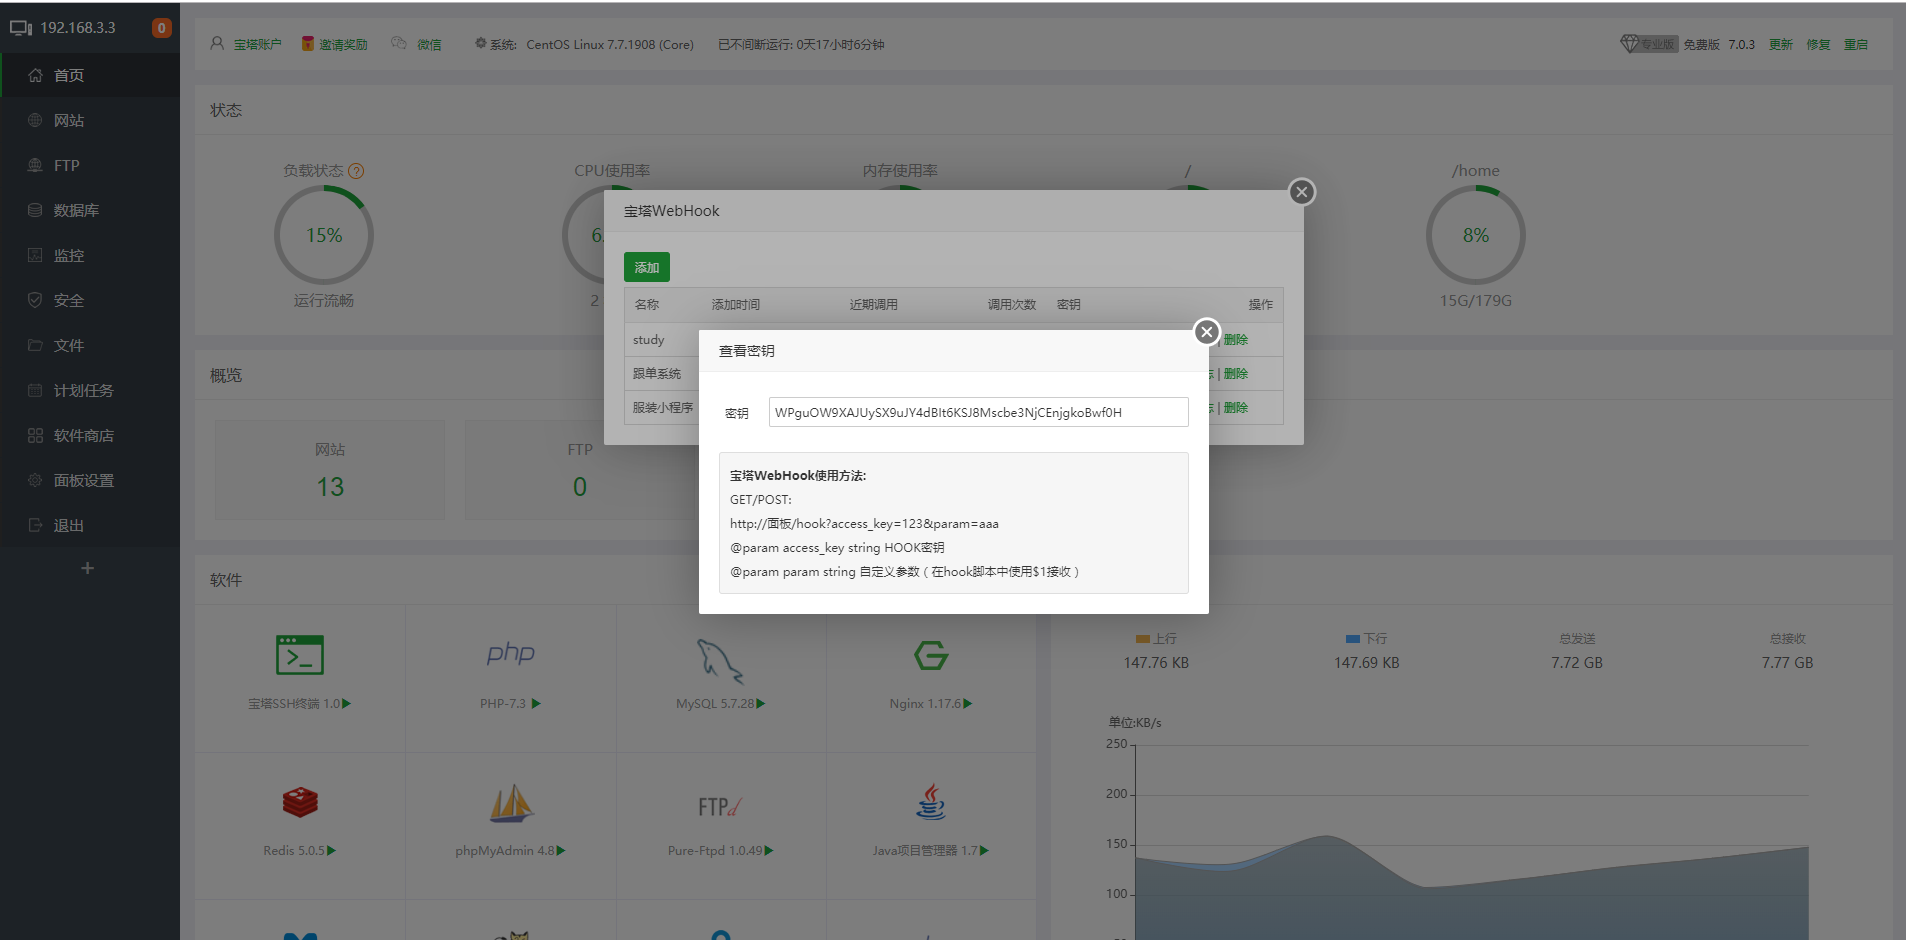 192.168.3.3
0
首页
网站
FTP
数据库
监控
安全
文件
计划任务
软件商店
面板设置
退出
宝塔账户 邀请奖励 微信 系统: CentOS Linux 7.7.1908 (Core) 已不间断运行: 0天17小时6分钟
专业版 免费版 7.0.3 更新 修复 重启
状态
负载状态 ?
15%
运行流畅
CPU使用率
6.
2
内存使用率
/
/home
8%
15G/179G
宝塔WebHook
添加
名称 添加时间 近期调用 调用次数 密钥 操作
study | 删除
跟单系统 | 删除
服装小程序 | 删除
查看密钥
密钥 WPguOW9XAJUySX9uJY4dBIt6KSJ8Mscbe3NjCEnjgkoBwf0H
宝塔WebHook使用方法:
GET/POST:
http://面板/hook?access_key=123&param=aaa
@param access_key string HOOK密钥
@param param string 自定义参数（在hook脚本中使用$1接收）
概览
网站
13
FTP
0
软件
宝塔SSH终端 1.0
php
PHP-7.3
MySQL 5.7.28
Nginx 1.17.6
Redis 5.0.5
phpMyAdmin 4.8
FTPd
Pure-Ftpd 1.0.49
Java项目管理器 1.7
上行 下行 总发送 总接收
147.76 KB 147.69 KB 7.72 GB 7.77 GB
单位:KB/s
250
200
150
100